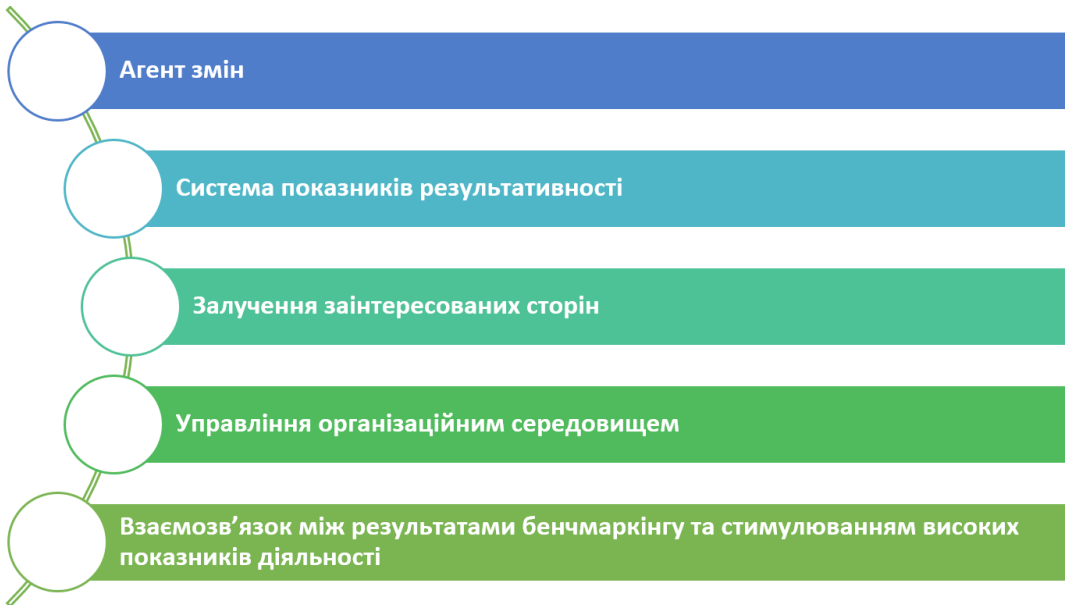 Агент змін
Система показників результативності
Залучення заінтересованих сторін
Управління організаційним середовищем
Взаємозв’язок між результатами бенчмаркінгу та стимулюванням високих
показників діяльності